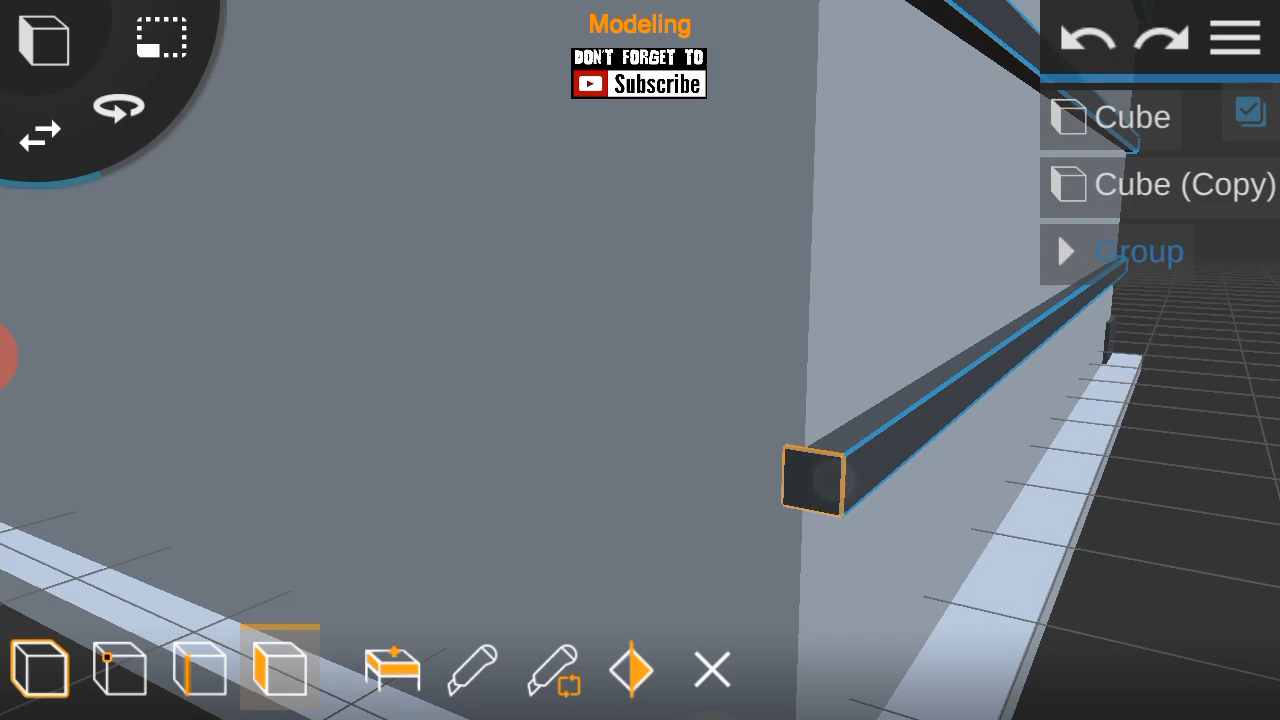 Modeling
DON'T FORGET TO
Subscribe
Cube
Cube (Copy)
Group